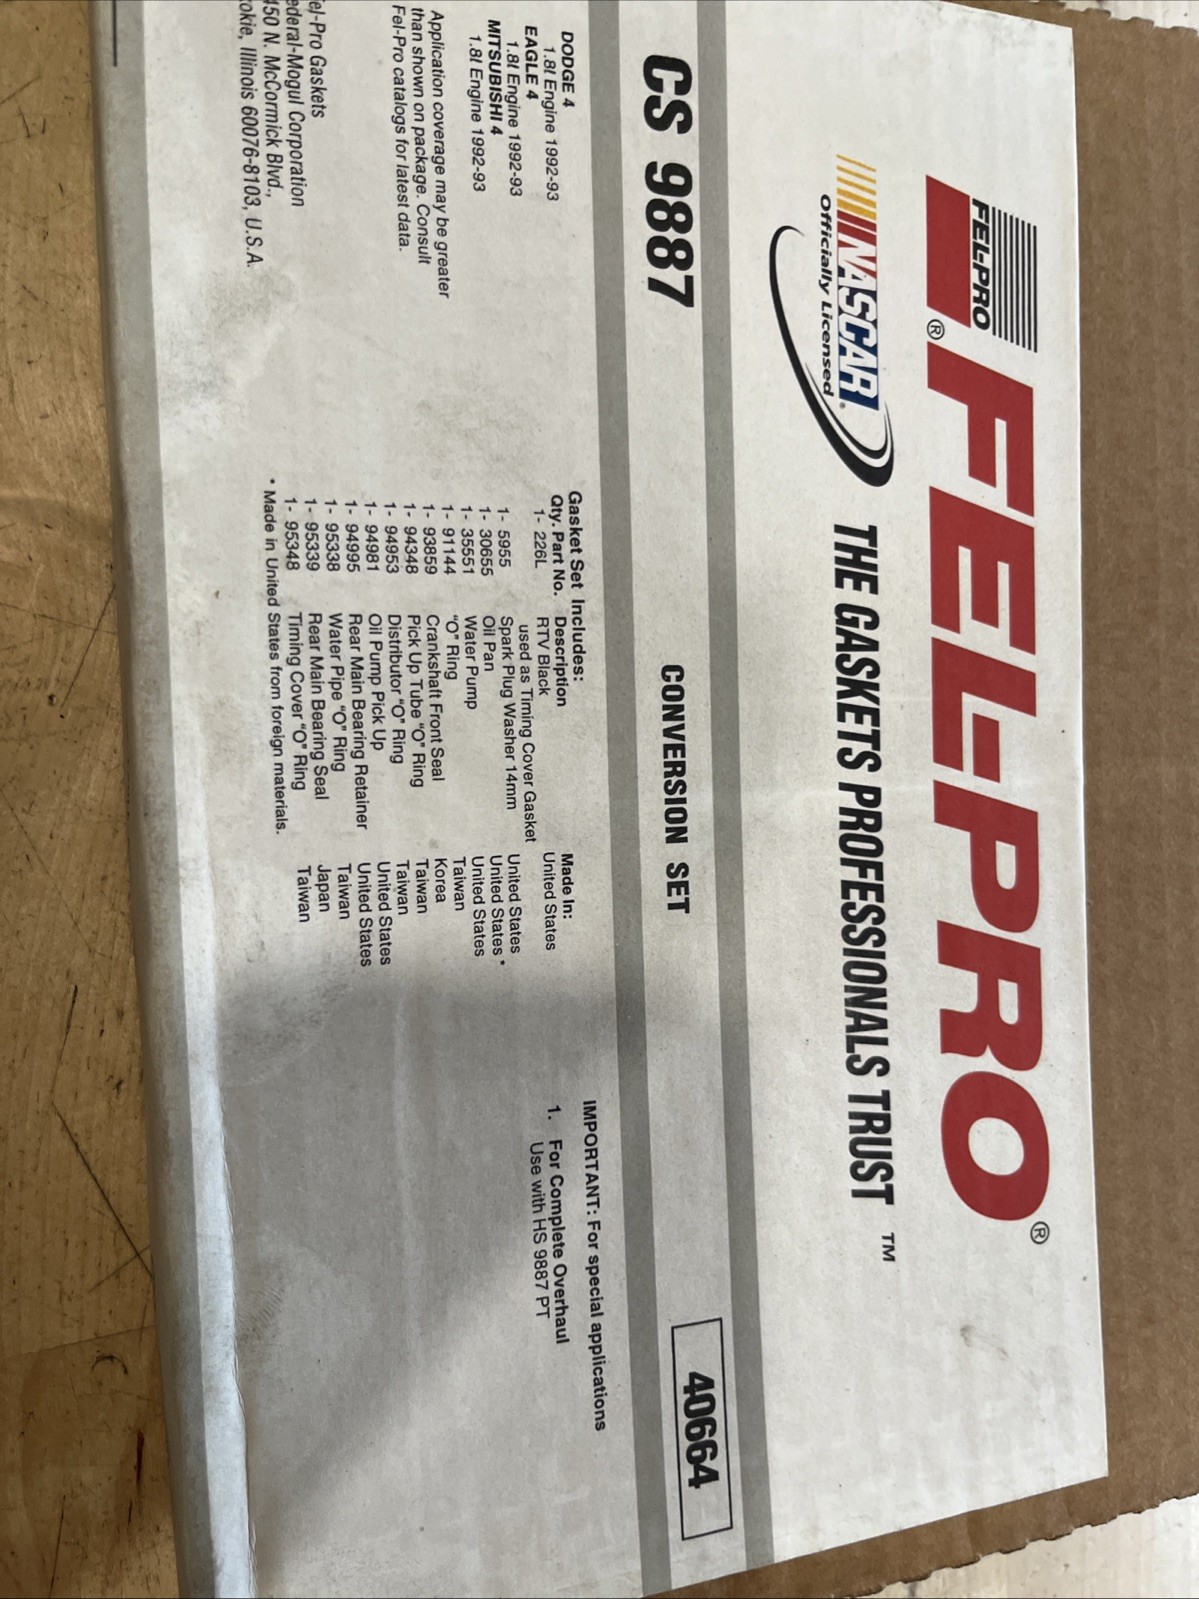 FEL-PRO ® FEL-PRO®
NASCAR®
Officially Licensed
THE GASKETS PROFESSIONALS TRUST ™
CS 9887 CONVERSION SET 40664
DODGE 4
1.8l Engine 1992-93
EAGLE 4
1.8l Engine 1992-93
MITSUBISHI 4
1.8l Engine 1992-93
Application coverage may be greater
than shown on package. Consult
Fel-Pro catalogs for latest data.
el-Pro Gaskets
ederal-Mogul Corporation
450 N. McCormick Blvd.,
okie, Illinois 60076-8103, U.S.A.
Gasket Set Includes:
Qty. Part No. Description Made In:
1- 226L RTV Black United States
used as Timing Cover Gasket
1- 5955 Spark Plug Washer 14mm United States
1- 30655 Oil Pan United States *
1- 35551 Water Pump United States
1- 91144 "O" Ring Taiwan
1- 93859 Crankshaft Front Seal Korea
1- 94348 Pick Up Tube "O" Ring Taiwan
1- 94953 Distributor "O" Ring Taiwan
1- 94981 Oil Pump Pick Up United States
1- 94995 Rear Main Bearing Retainer United States
1- 95338 Water Pipe "O" Ring Taiwan
1- 95339 Rear Main Bearing Seal Japan
1- 95348 Timing Cover "O" Ring Taiwan
* Made in United States from foreign materials.
IMPORTANT: For special applications
1. For Complete Overhaul
Use with HS 9887 PT